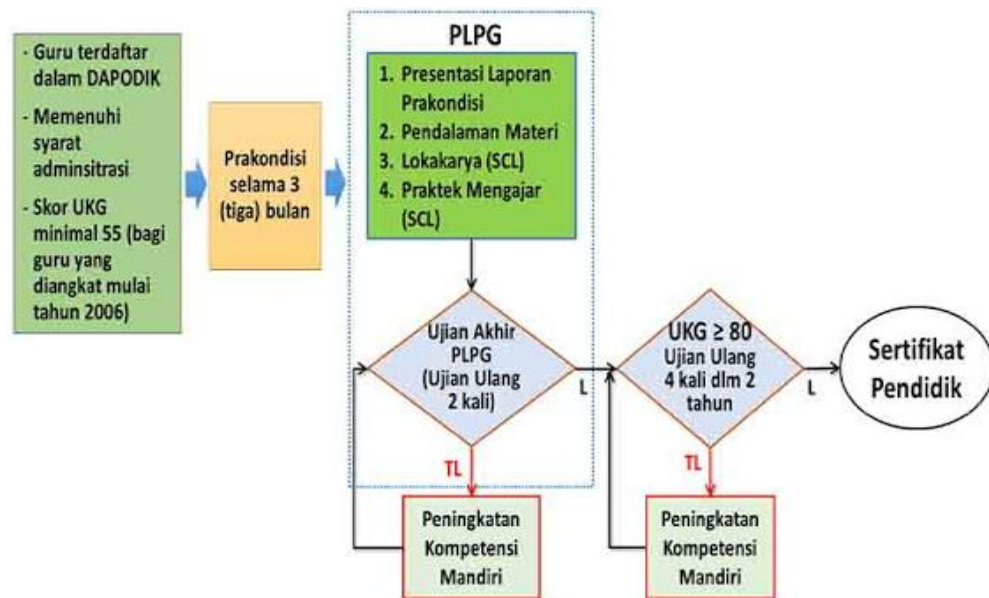 - Guru terdaftar
dalam DAPODIK
- Memenuhi
syarat
adminsitrasi
- Skor UKG
minimal 55 (bagi
guru yang
diangkat mulai
tahun 2006)
Prakondisi
selama 3
(tiga) bulan
PLPG
1. Presentasi Laporan
Prakondisi
2. Pendalaman Materi
3. Lokakarya (SCL)
4. Praktek Mengajar
(SCL)
Ujian Akhir
PLPG
(Ujian Ulang
2 kali)
L
TL
Peningkatan
Kompetensi
Mandiri
UKG ≥ 80
Ujian Ulang
4 kali dlm 2
tahun
L
TL
Peningkatan
Kompetensi
Mandiri
Sertifikat
Pendidik